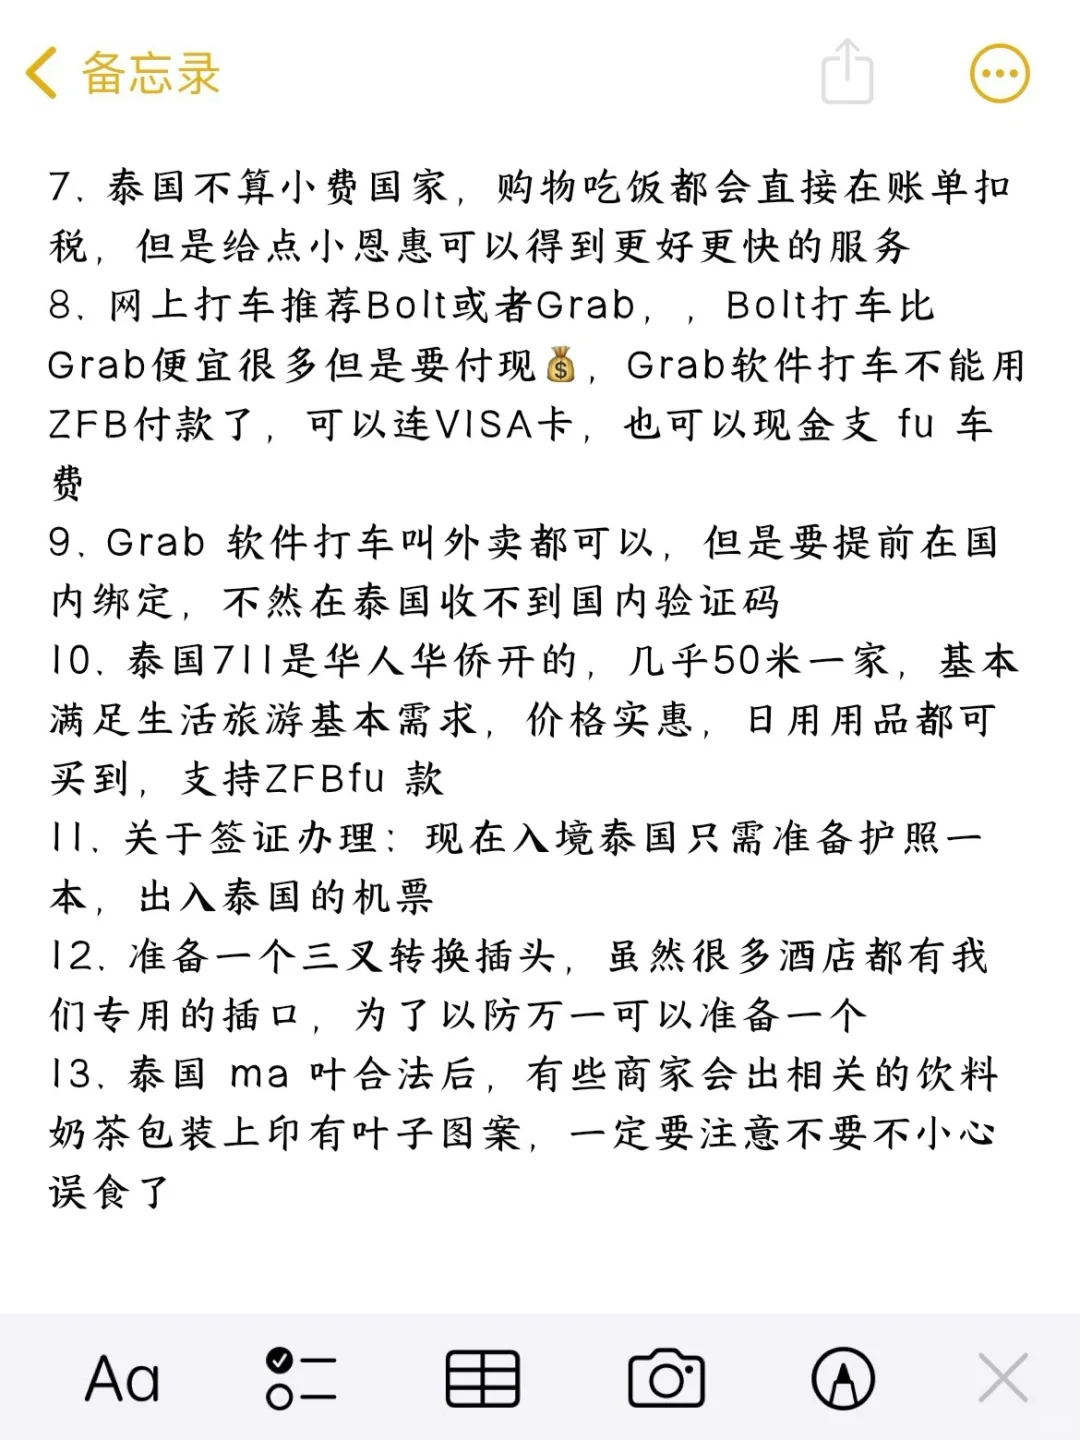 备忘录
7. 泰国不算小费国家，购物吃饭都会直接在账单扣
税，但是给点小恩惠可以得到更好更快的服务
8. 网上打车推荐Bolt或者Grab，，Bolt打车比
Grab便宜很多但是要付现💰，Grab软件打车不能用
ZFB付款了，可以连VISA卡，也可以现金支 fu 车
费
9. Grab 软件打车叫外卖都可以，但是要提前在国
内绑定，不然在泰国收不到国内验证码
10. 泰国711是华人华侨开的，几乎50米一家，基本
满足生活旅游基本需求，价格实惠，日用用品都可
买到，支持ZFBfu 款
11. 关于签证办理：现在入境泰国只需准备护照一
本，出入泰国的机票
12. 准备一个三叉转换插头，虽然很多酒店都有我
们专用的插口，为了以防万一可以准备一个
13. 泰国 ma 叶合法后，有些商家会出相关的饮料
奶茶包装上印有叶子图案，一定要注意不要不小心
误食了
Aa